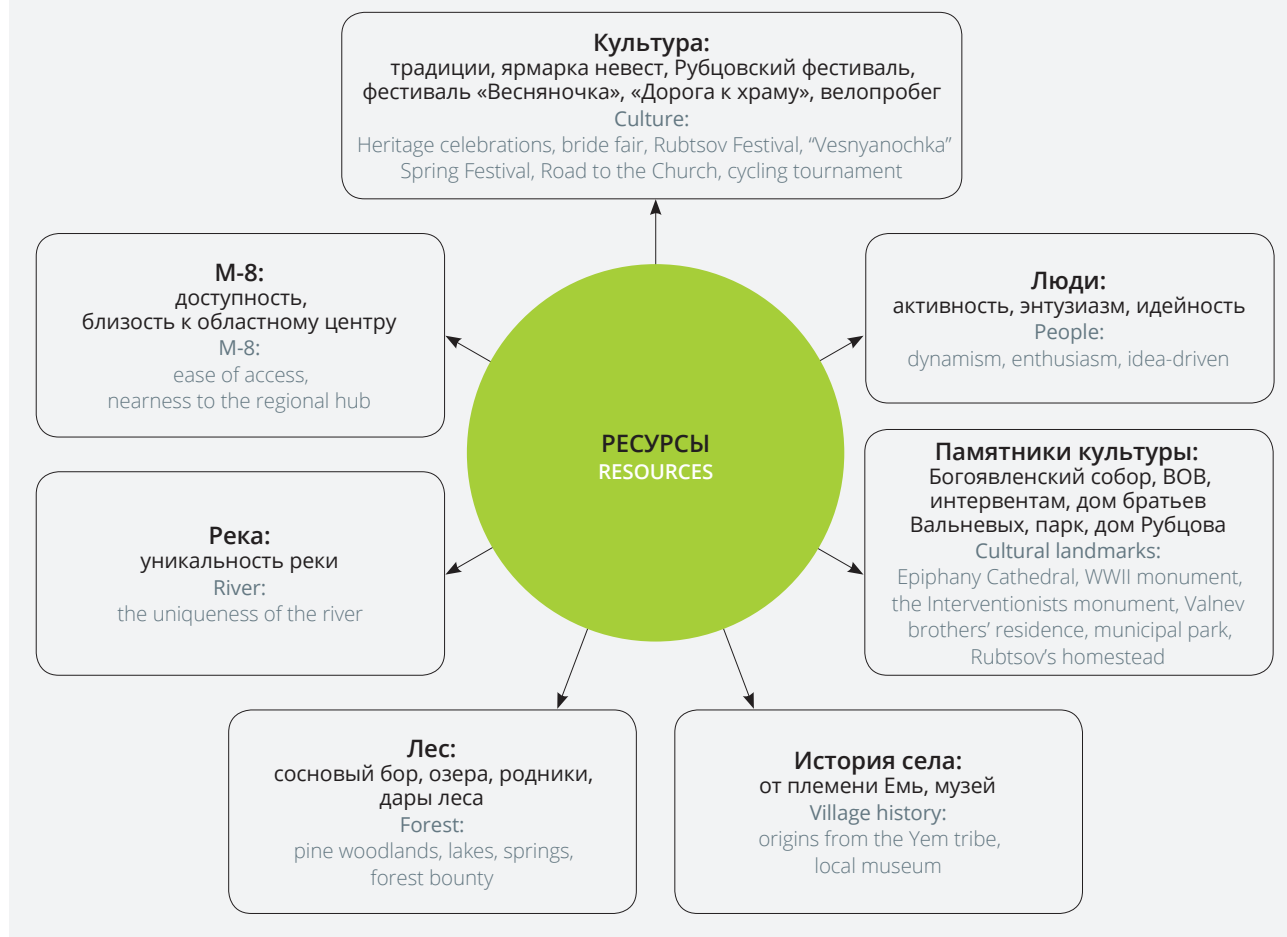 Культура:
традиции, ярмарка невест, Рубцовский фестиваль,
фестиваль «Весняночка», «Дорога к храму», велопробег
Culture:
Heritage celebrations, bride fair, Rubtsov Festival, “Vesnyanochka”
Spring Festival, Road to the Church, cycling tournament
М-8:
доступность,
близость к областному центру
M-8:
ease of access,
nearness to the regional hub
Люди:
активность, энтузиазм, идейность
People:
dynamism, enthusiasm, idea-driven
РЕСУРСЫ
RESOURCES
Река:
уникальность реки
River:
the uniqueness of the river
Памятники культуры:
Богоявленский собор, ВОВ,
интервентам, дом братьев
Вальневых, парк, дом Рубцова
Cultural landmarks:
Epiphany Cathedral, WWII monument,
the Interventionists monument, Valnev
brothers’ residence, municipal park,
Rubtsov’s homestead
Лес:
сосновый бор, озера, родники,
дары леса
Forest:
pine woodlands, lakes, springs,
forest bounty
История села:
от племени Емь, музей
Village history:
origins from the Yem tribe,
local museum